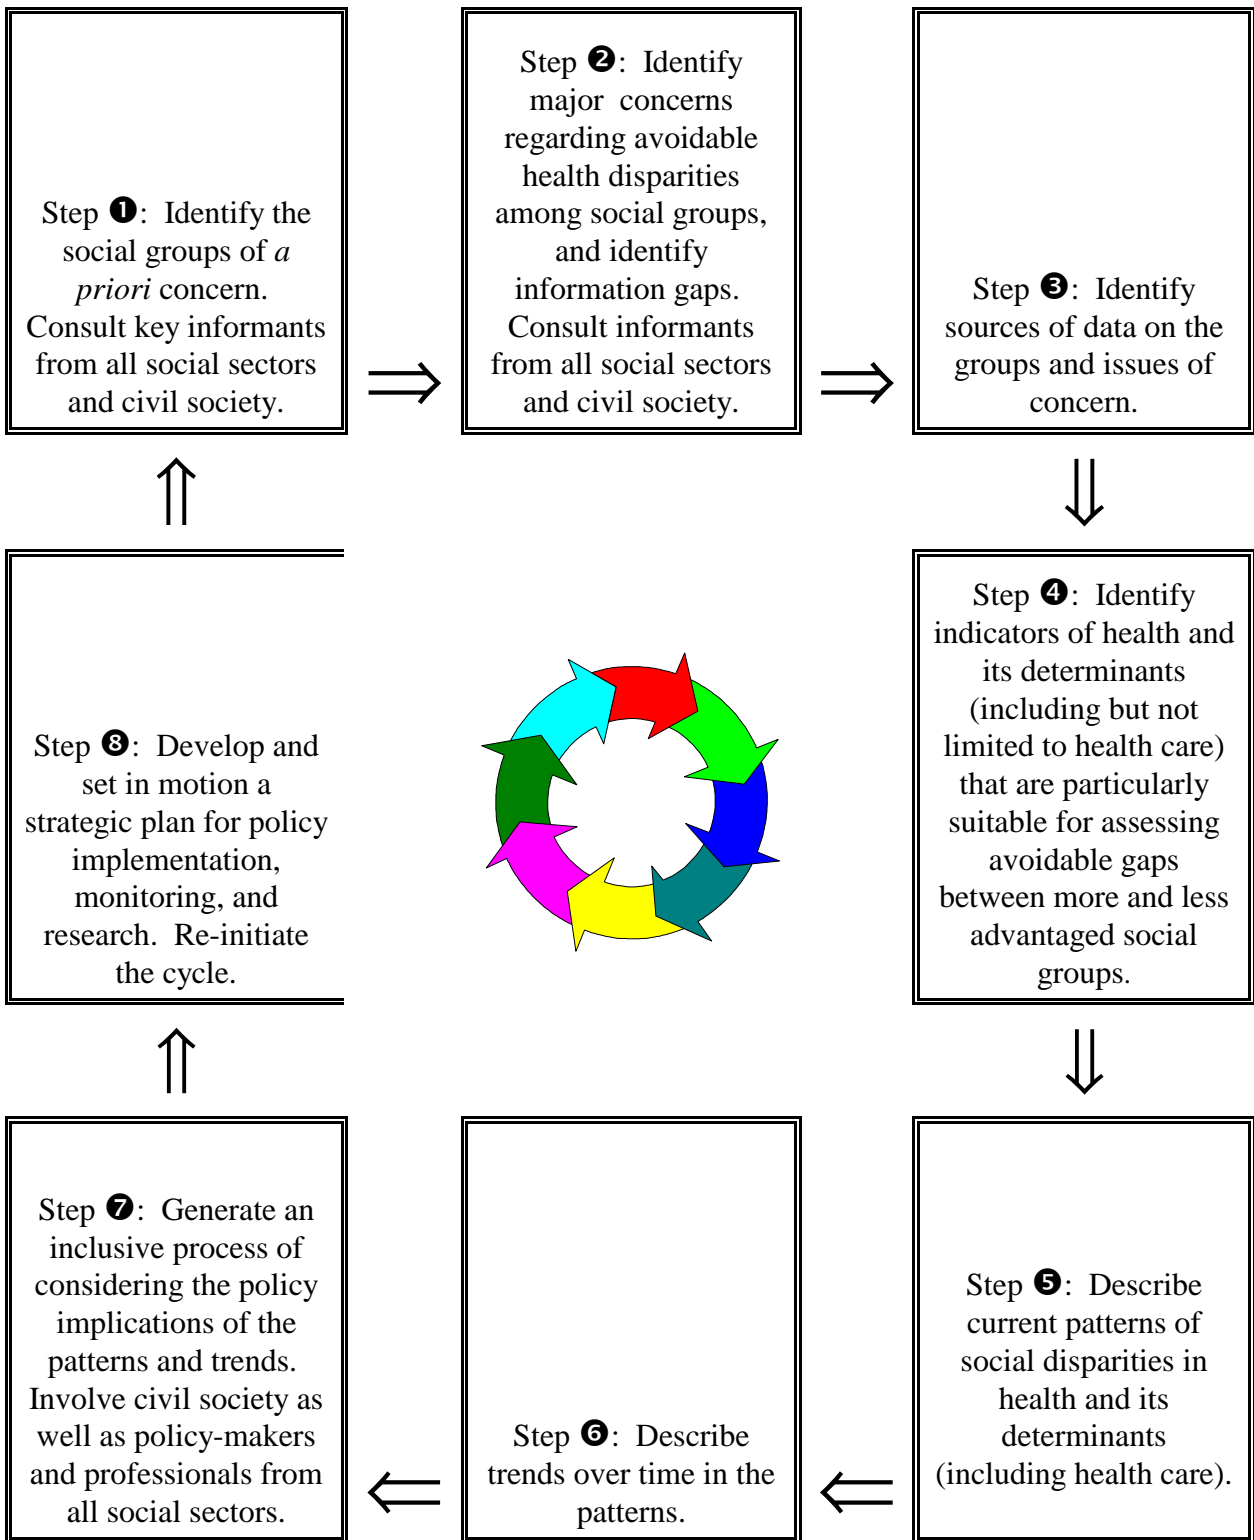 Step ❶: Identify the
social groups of a
priori concern.
Consult key informants
from all social sectors
and civil society.
Step ❷: Identify
major concerns
regarding avoidable
health disparities
among social groups,
and identify
information gaps.
Consult informants
from all social sectors
and civil society.
Step ❸: Identify
sources of data on the
groups and issues of
concern.
Step ❹: Identify
indicators of health and
its determinants
(including but not
limited to health care)
that are particularly
suitable for assessing
avoidable gaps
between more and less
advantaged social
groups.
Step ❺: Describe
current patterns of
social disparities in
health and its
determinants
(including health care).
Step ❻: Describe
trends over time in the
patterns.
Step ❼: Generate an
inclusive process of
considering the policy
implications of the
patterns and trends.
Involve civil society as
well as policy-makers
and professionals from
all social sectors.
Step ❽: Develop and
set in motion a
strategic plan for policy
implementation,
monitoring, and
research. Re-initiate
the cycle.